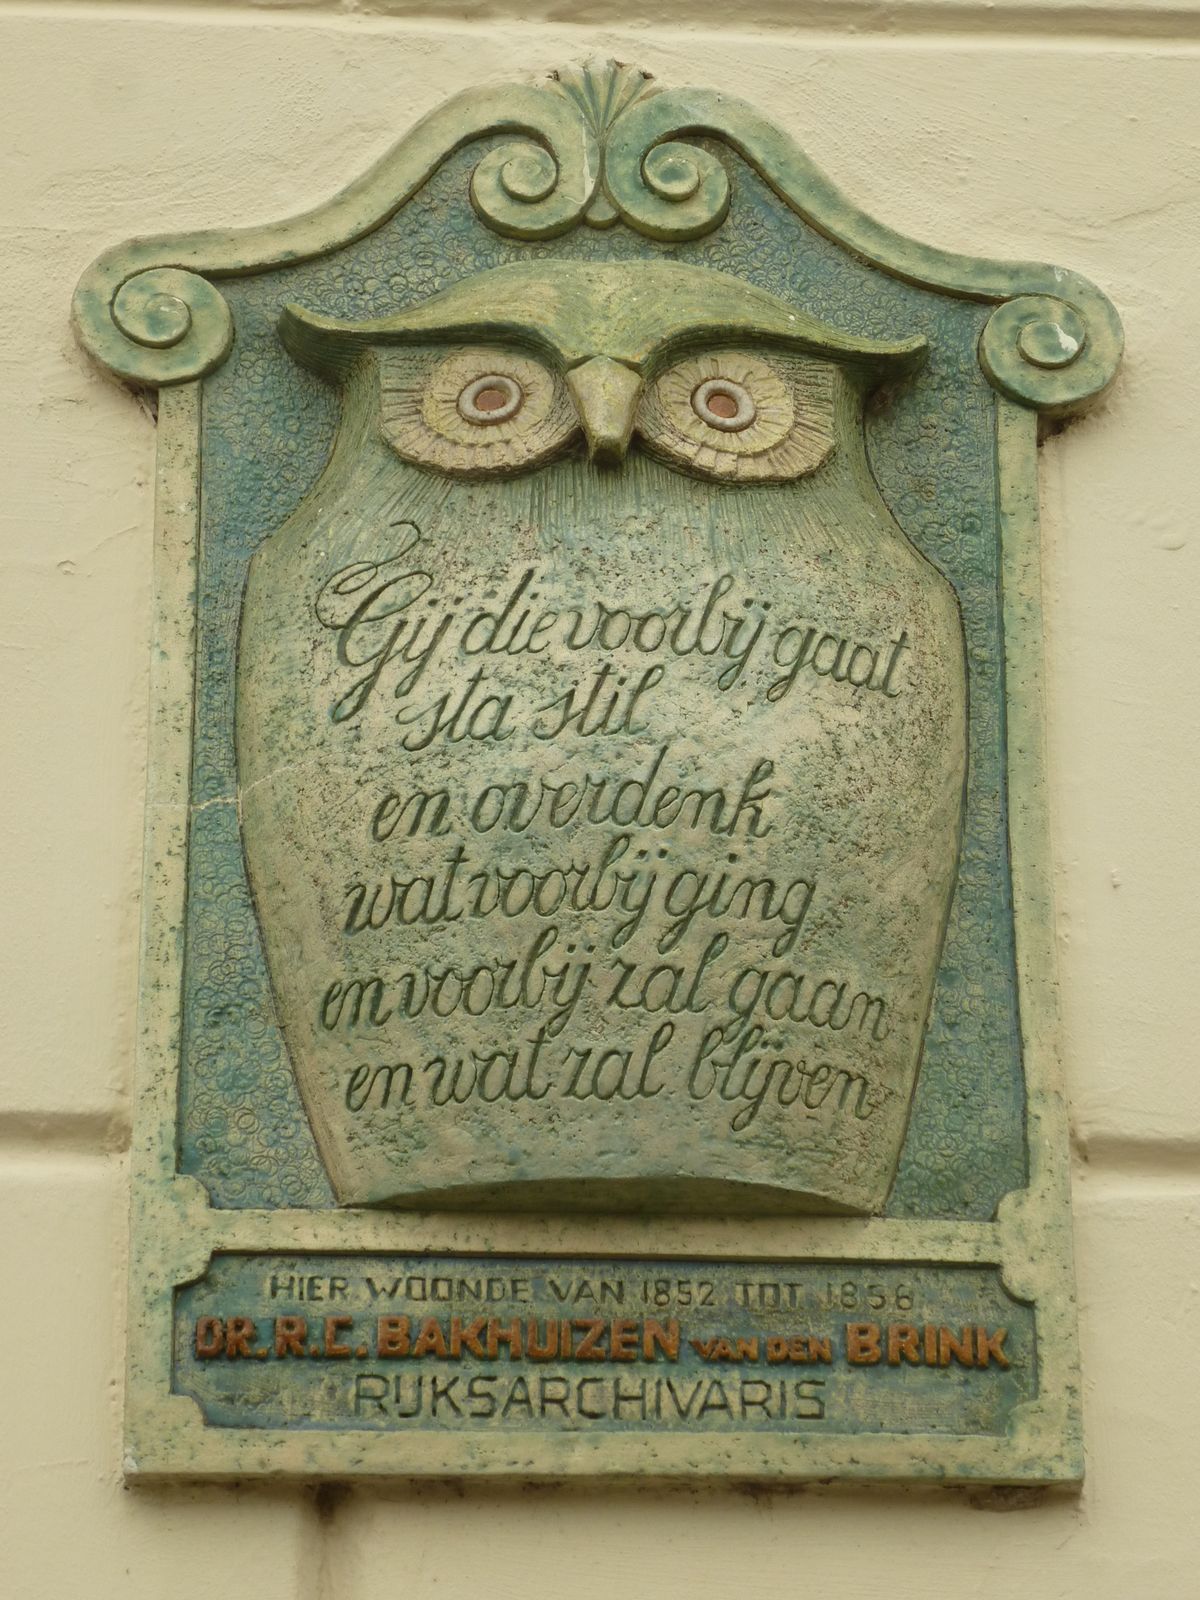 Gij die voorbij gaat
sta stil
en overdenk
wat voorbij ging
en voorbij zal gaan
en wat zal blijven
HIER WOONDE VAN 1852 TOT 1858
DR. R. C. BAKHUIZEN VAN DEN BRINK
RIJKSARCHIVARIS